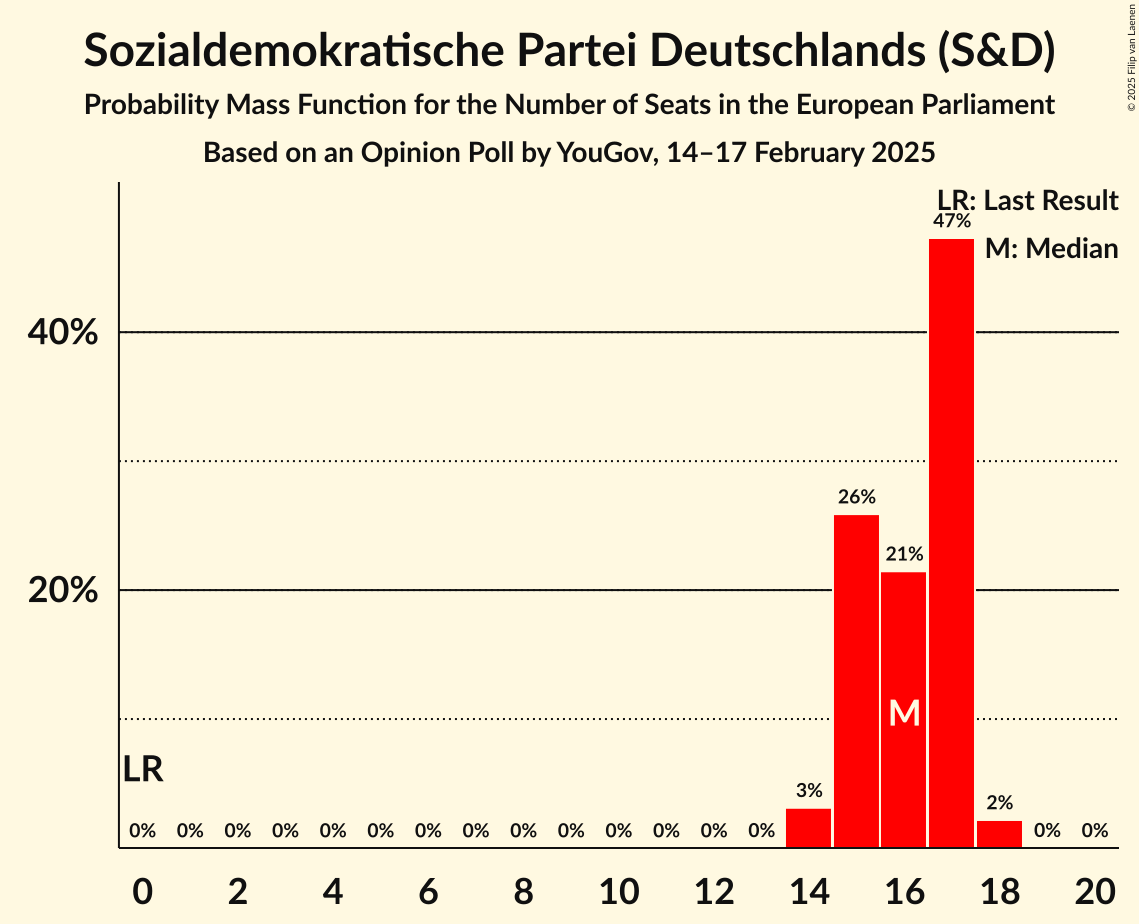 Sozialdemokratische Partei Deutschlands (S&D)
Probability Mass Function for the Number of Seats in the European Parliament
Based on an Opinion Poll by YouGov, 14–17 February 2025
© 2025 Filip van Laenen
LR: Last Result
M: Median
47%
40%
26%
21%
20%
M
LR
3%
2%
0% 0% 0% 0% 0% 0% 0% 0% 0% 0% 0% 0% 0% 0% 0% 0%
0 2 4 6 8 10 12 14 16 18 20